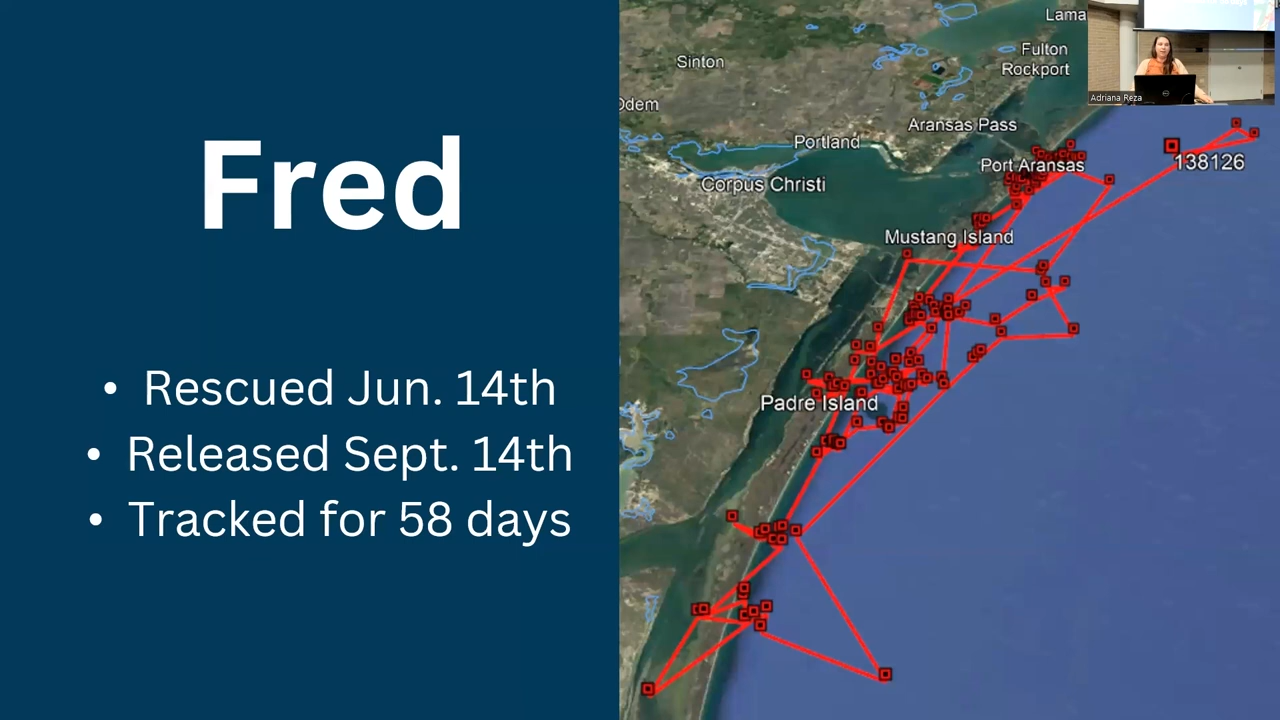 Fred
• Rescued Jun. 14th
• Released Sept. 14th
• Tracked for 58 days
Lama
Fulton
Rockport
Sinton
Odem
Aransas Pass
Portland
Port Aransas
Corpus Christi
Mustang Island
Padre Island
138126
Adriana Reza